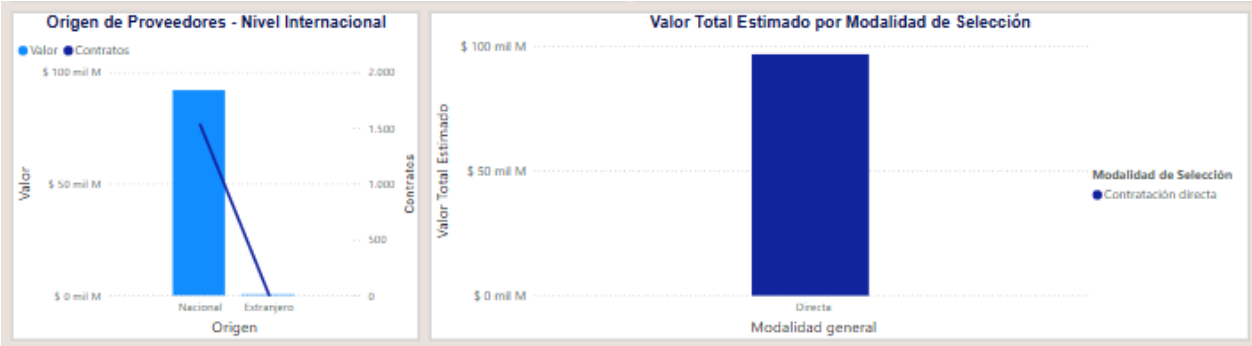 Origen de Proveedores - Nivel Internacional
Valor Contratos
$ 100 mil M
$ 50 mil M
$ 0 mil M
Valor
2.000
1.500
1.000
500
0
Contratos
Nacional Extranjero
Origen
Valor Total Estimado por Modalidad de Selección
$ 100 mil M
$ 50 mil M
$ 0 mil M
Valor Total Estimado
Directa
Modalidad general
Modalidad de Selección
Contratación directa